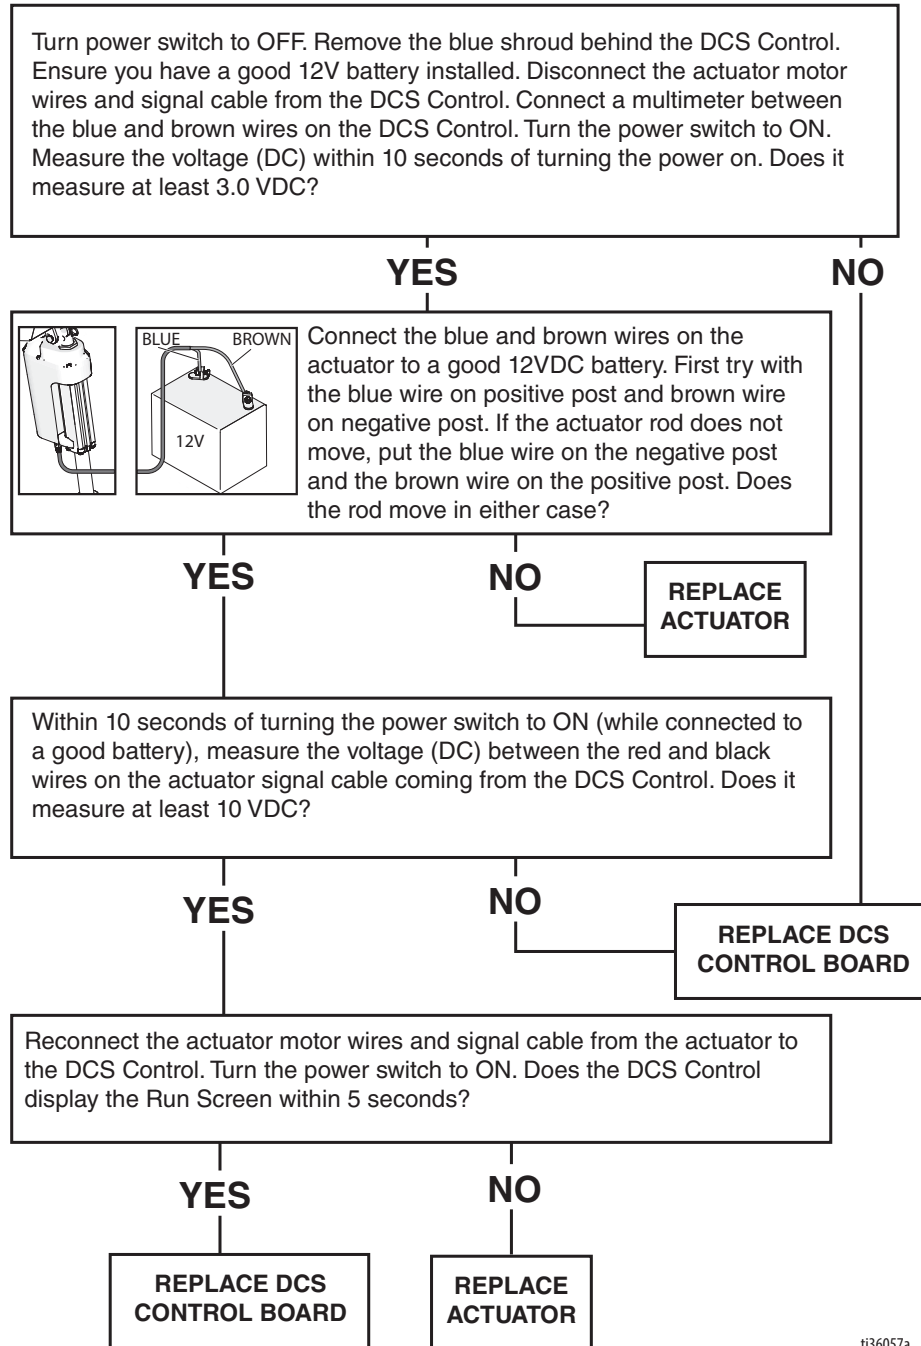 Turn power switch to OFF. Remove the blue shroud behind the DCS Control.
Ensure you have a good 12V battery installed. Disconnect the actuator motor
wires and signal cable from the DCS Control. Connect a multimeter between
the blue and brown wires on the DCS Control. Turn the power switch to ON.
Measure the voltage (DC) within 10 seconds of turning the power on. Does it
measure at least 3.0 VDC?
YES
NO
BLUE
BROWN
12V
Connect the blue and brown wires on the
actuator to a good 12VDC battery. First try with
the blue wire on positive post and brown wire
on negative post. If the actuator rod does not
move, put the blue wire on the negative post
and the brown wire on the positive post. Does
the rod move in either case?
YES
NO
REPLACE
ACTUATOR
Within 10 seconds of turning the power switch to ON (while connected to
a good battery), measure the voltage (DC) between the red and black
wires on the actuator signal cable coming from the DCS Control. Does it
measure at least 10 VDC?
YES
NO
REPLACE DCS
CONTROL BOARD
Reconnect the actuator motor wires and signal cable from the actuator to
the DCS Control. Turn the power switch to ON. Does the DCS Control
display the Run Screen within 5 seconds?
YES
NO
REPLACE DCS
CONTROL BOARD
REPLACE
ACTUATOR
ti36057a